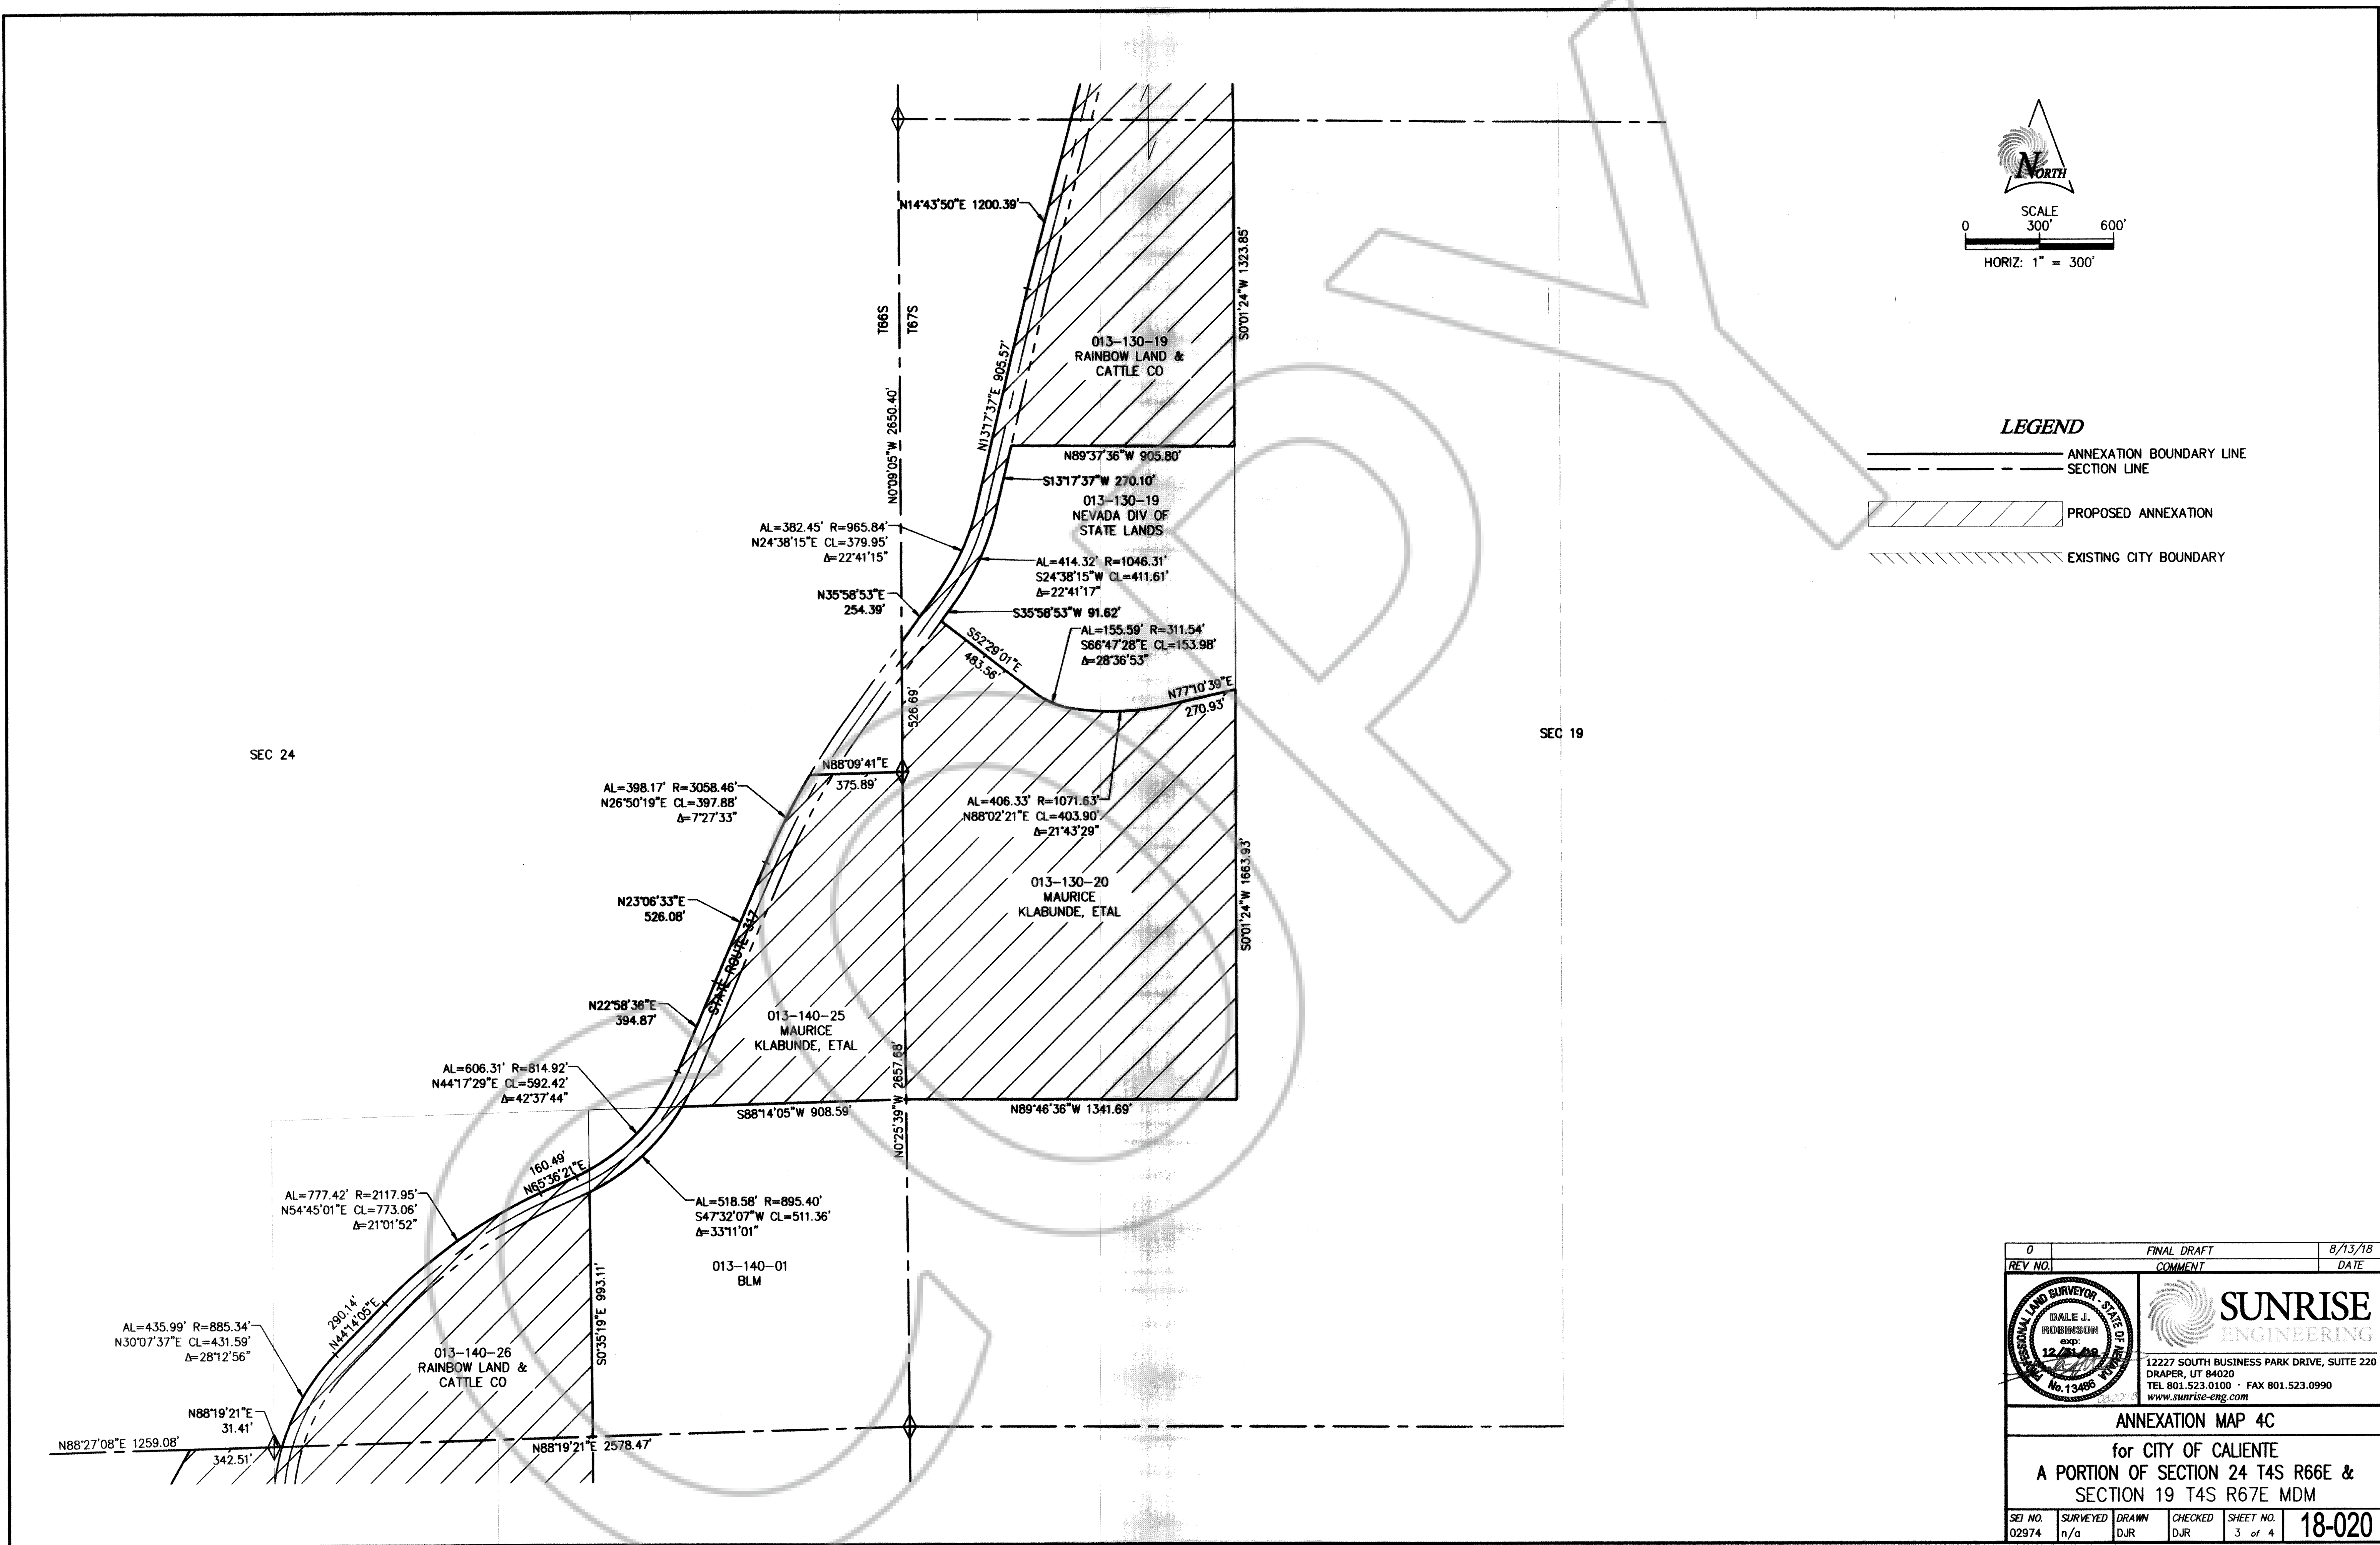 NORTH
SCALE
0 300' 600'
HORIZ: 1" = 300'
LEGEND
ANNEXATION BOUNDARY LINE
SECTION LINE
PROPOSED ANNEXATION
EXISTING CITY BOUNDARY
COPY
N14°43'50"E 1200.39'
S0°01'24"W 1323.85'
T66S
T67S
013-130-19
RAINBOW LAND &
CATTLE CO
N13°17'37"E 905.57'
N0°09'05"W 2650.40'
N89°37'36"W 905.80'
S13°17'37"W 270.10'
013-130-19
NEVADA DIV OF
STATE LANDS
AL=382.45' R=965.84'
N24°38'15"E CL=379.95'
Δ=22°41'15"
AL=414.32' R=1046.31'
S24°38'15"W CL=411.61'
Δ=22°41'17"
N35°58'53"E
254.39'
S35°58'53"W 91.62'
AL=155.59' R=311.54'
S66°47'28"E CL=153.98'
Δ=28°36'53"
S52°29'01"E
483.56'
N77°10'39"E
270.93'
526.69'
SEC 24
SEC 19
N88°09'41"E
375.89'
AL=398.17' R=3058.46'
N26°50'19"E CL=397.88'
Δ=7°27'33"
AL=406.33' R=1071.63'
N88°02'21"E CL=403.90'
Δ=21°43'29"
013-130-20
MAURICE
KLABUNDE, ETAL
S0°01'24"W 1663.93'
N23°06'33"E
526.08'
STATE ROUTE 317
N22°58'36"E
394.87'
013-140-25
MAURICE
KLABUNDE, ETAL
AL=606.31' R=814.92'
N44°17'29"E CL=592.42'
Δ=42°37'44"
S88°14'05"W 908.59'
N0°25'39"W 2657.68'
N89°46'36"W 1341.69'
160.49'
N65°36'21"E
AL=777.42' R=2117.95'
N54°45'01"E CL=773.06'
Δ=21°01'52"
AL=518.58' R=895.40'
S47°32'07"W CL=511.36'
Δ=33°11'01"
013-140-01
BLM
S0°35'19"E 993.11'
290.14'
N44°14'05"E
AL=435.99' R=885.34'
N30°07'37"E CL=431.59'
Δ=28°12'56"
013-140-26
RAINBOW LAND &
CATTLE CO
N88°19'21"E
31.41'
N88°27'08"E 1259.08'
342.51'
N88°19'21"E 2578.47'
0 FINAL DRAFT 8/13/18
REV NO. COMMENT DATE
PROFESSIONAL LAND SURVEYOR - STATE OF NEVADA
DALE J.
ROBINSON
exp:
12/31/19
No. 13486
SUNRISE
ENGINEERING
12227 SOUTH BUSINESS PARK DRIVE, SUITE 220
DRAPER, UT 84020
TEL 801.523.0100 · FAX 801.523.0990
www.sunrise-eng.com
ANNEXATION MAP 4C
for CITY OF CALIENTE
A PORTION OF SECTION 24 T4S R66E &
SECTION 19 T4S R67E MDM
SEI NO. SURVEYED DRAWN CHECKED SHEET NO.
02974 n/a DJR DJR 3 of 4 18-020